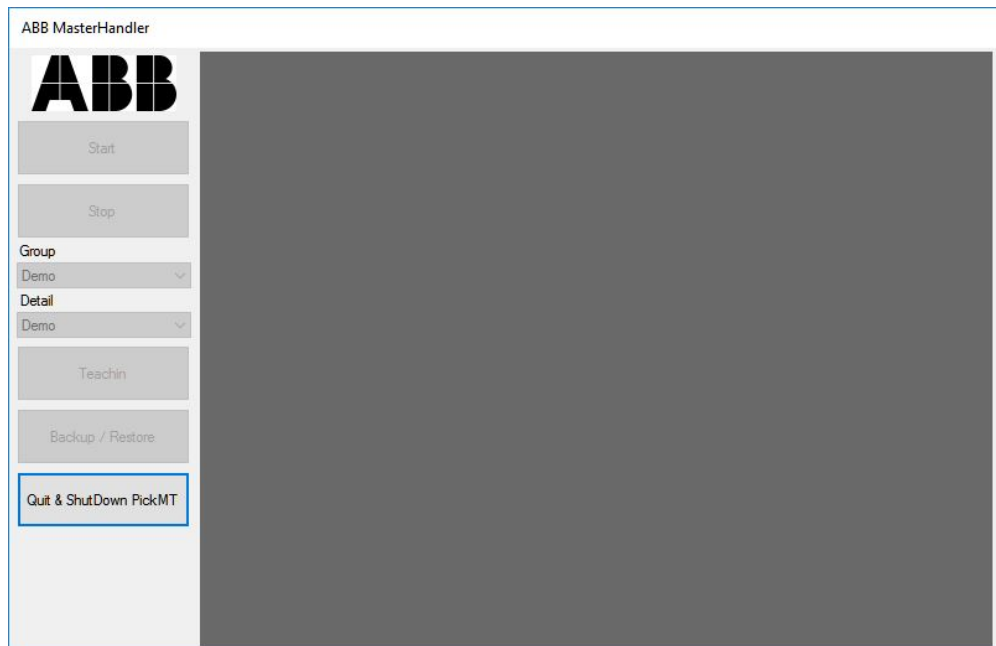 ABB MasterHandler
ABB
Start
Stop
Group
Demo
Detail
Demo
Teachin
Backup / Restore
Quit & ShutDown PickMT